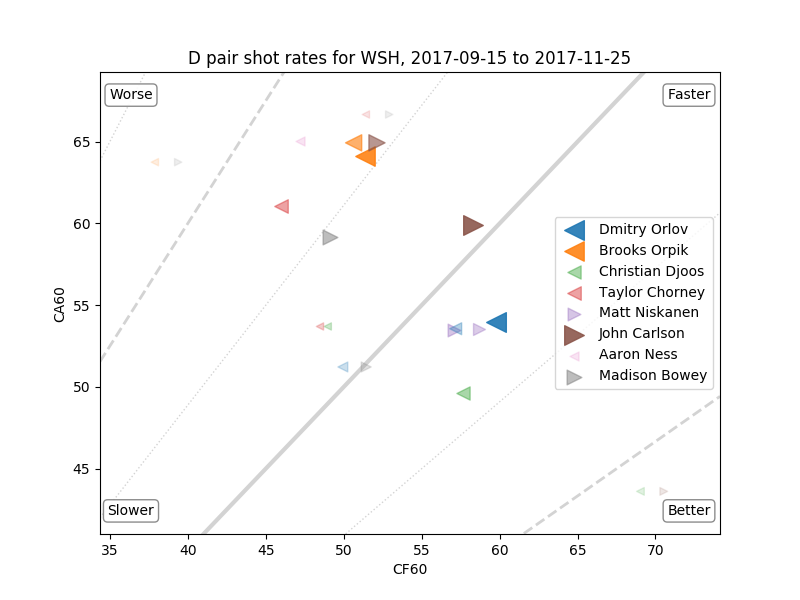 D pair shot rates for WSH, 2017-09-15 to 2017-11-25
Worse
Faster
65
60
55
50
45
CA60
Dmitry Orlov
Brooks Orpik
Christian Djoos
Taylor Chorney
Matt Niskanen
John Carlson
Aaron Ness
Madison Bowey
Slower
Better
35 40 45 50 55 60 65 70
CF60